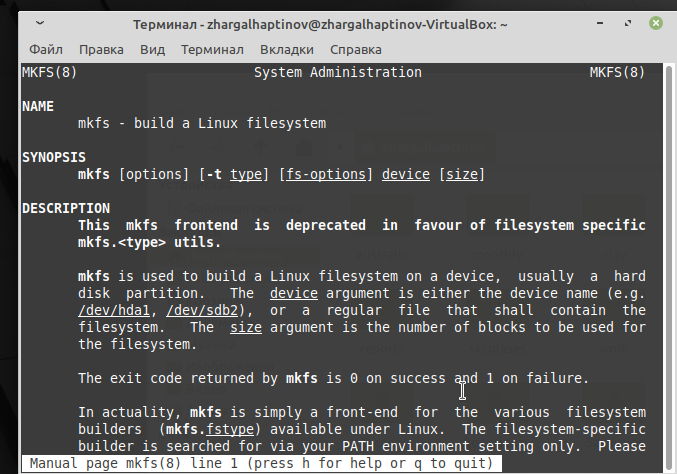 Терминал - zhargalhaptinov@zhargalhaptinov-VirtualBox: ~
Файл Правка Вид Терминал Вкладки Справка
MKFS(8) System Administration MKFS(8)
NAME
mkfs - build a Linux filesystem
SYNOPSIS
mkfs [options] [-t type] [fs-options] device [size]
DESCRIPTION
This mkfs frontend is deprecated in favour of filesystem specific
mkfs.<type> utils.
mkfs is used to build a Linux filesystem on a device, usually a hard
disk partition. The device argument is either the device name (e.g.
/dev/hda1, /dev/sdb2), or a regular file that shall contain the
filesystem. The size argument is the number of blocks to be used for
the filesystem.
The exit code returned by mkfs is 0 on success and 1 on failure.
In actuality, mkfs is simply a front-end for the various filesystem
builders (mkfs.fstype) available under Linux. The filesystem-specific
builder is searched for via your PATH environment setting only. Please
Manual page mkfs(8) line 1 (press h for help or q to quit)